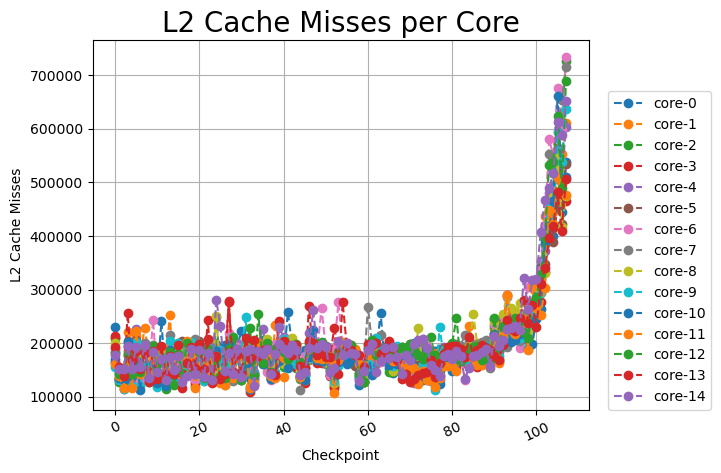 L2 Cache Misses per Core
L2 Cache Misses
700000
600000
500000
400000
300000
200000
100000
0
20
40
60
80
100
Checkpoint
core-0
core-1
core-2
core-3
core-4
core-5
core-6
core-7
core-8
core-9
core-10
core-11
core-12
core-13
core-14